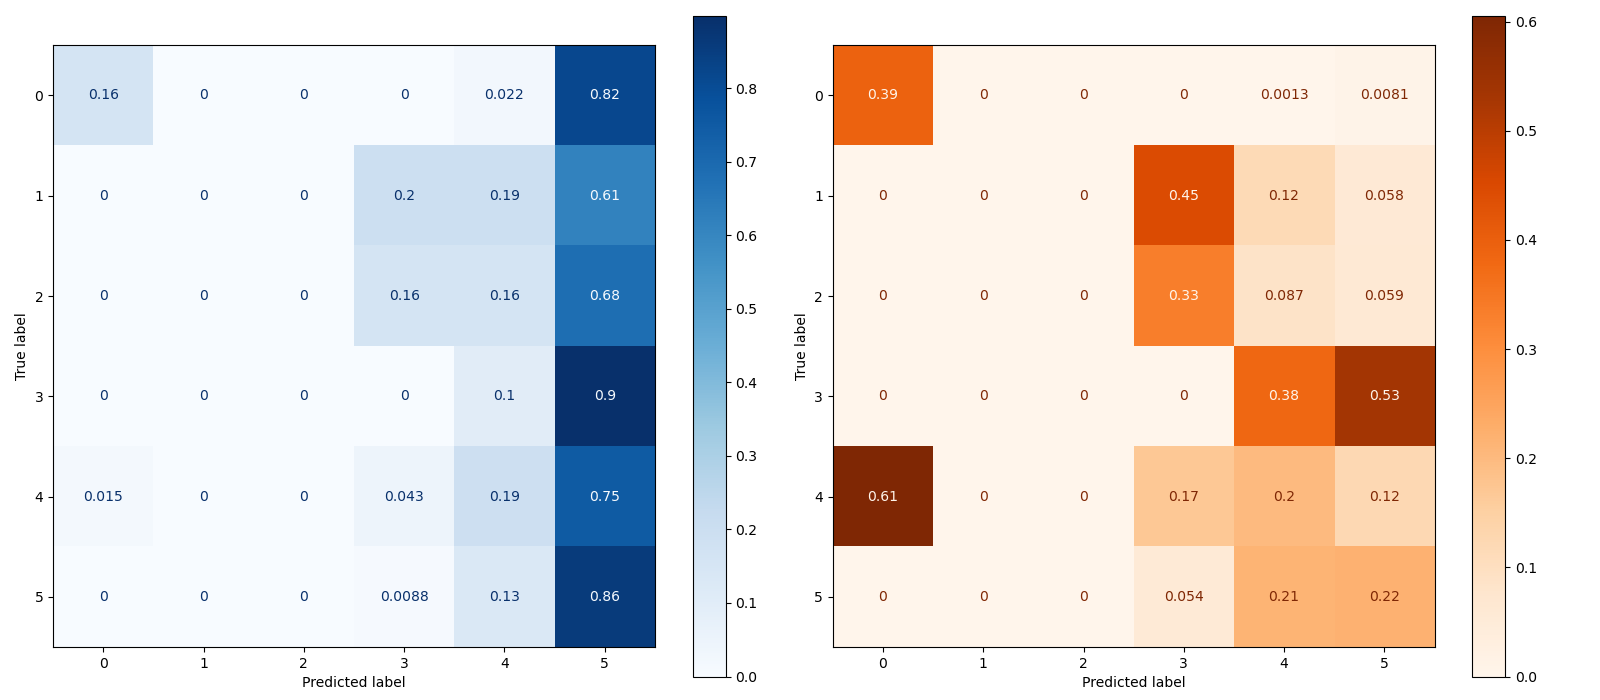 0 0.16 0 0 0 0.022 0.82
1 0 0 0 0.2 0.19 0.61
2 0 0 0 0.16 0.16 0.68
3 0 0 0 0 0.1 0.9
4 0.015 0 0 0.043 0.19 0.75
5 0 0 0 0.0088 0.13 0.86
0 1 2 3 4 5
True label
Predicted label
0.8
0.7
0.6
0.5
0.4
0.3
0.2
0.1
0.0
0 0.39 0 0 0 0.0013 0.0081
1 0 0 0 0.45 0.12 0.058
2 0 0 0 0.33 0.087 0.059
3 0 0 0 0 0.38 0.53
4 0.61 0 0 0.17 0.2 0.12
5 0 0 0 0.054 0.21 0.22
0 1 2 3 4 5
True label
Predicted label
0.6
0.5
0.4
0.3
0.2
0.1
0.0